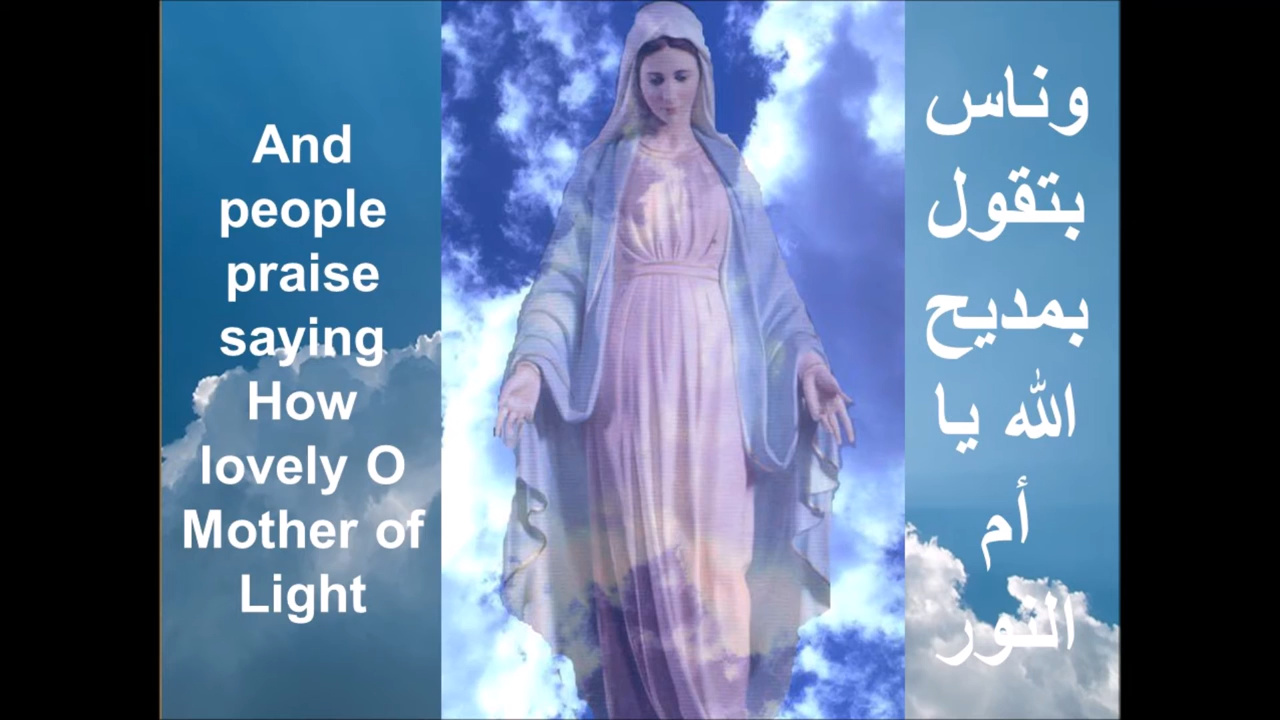 And
people
praise
saying
How
lovely O
Mother of
Light
وناس
بتقول
بمديح
الله يا
أم
النور